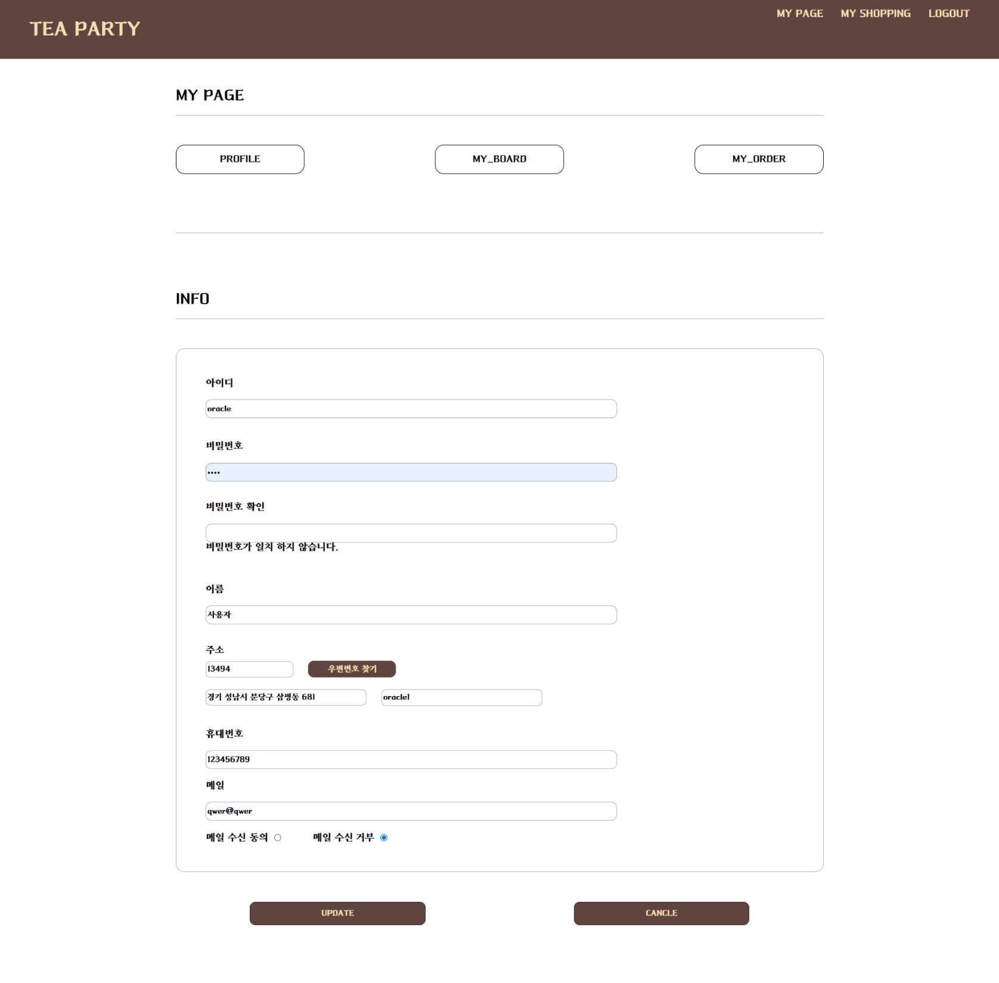 TEA PARTY
MY PAGE MY SHOPPING LOGOUT
MY PAGE
PROFILE MY_BOARD MY_ORDER
INFO
아이디
oracle
비밀번호
••••
비밀번호 확인
비밀번호가 일치 하지 않습니다.
이름
사용자
주소
13494 우편번호 찾기
경기 성남시 분당구 삼평동 681 oracle1
휴대번호
123456789
메일
qwer@qwer
메일 수신 동의 메일 수신 거부
UPDATE CANCLE